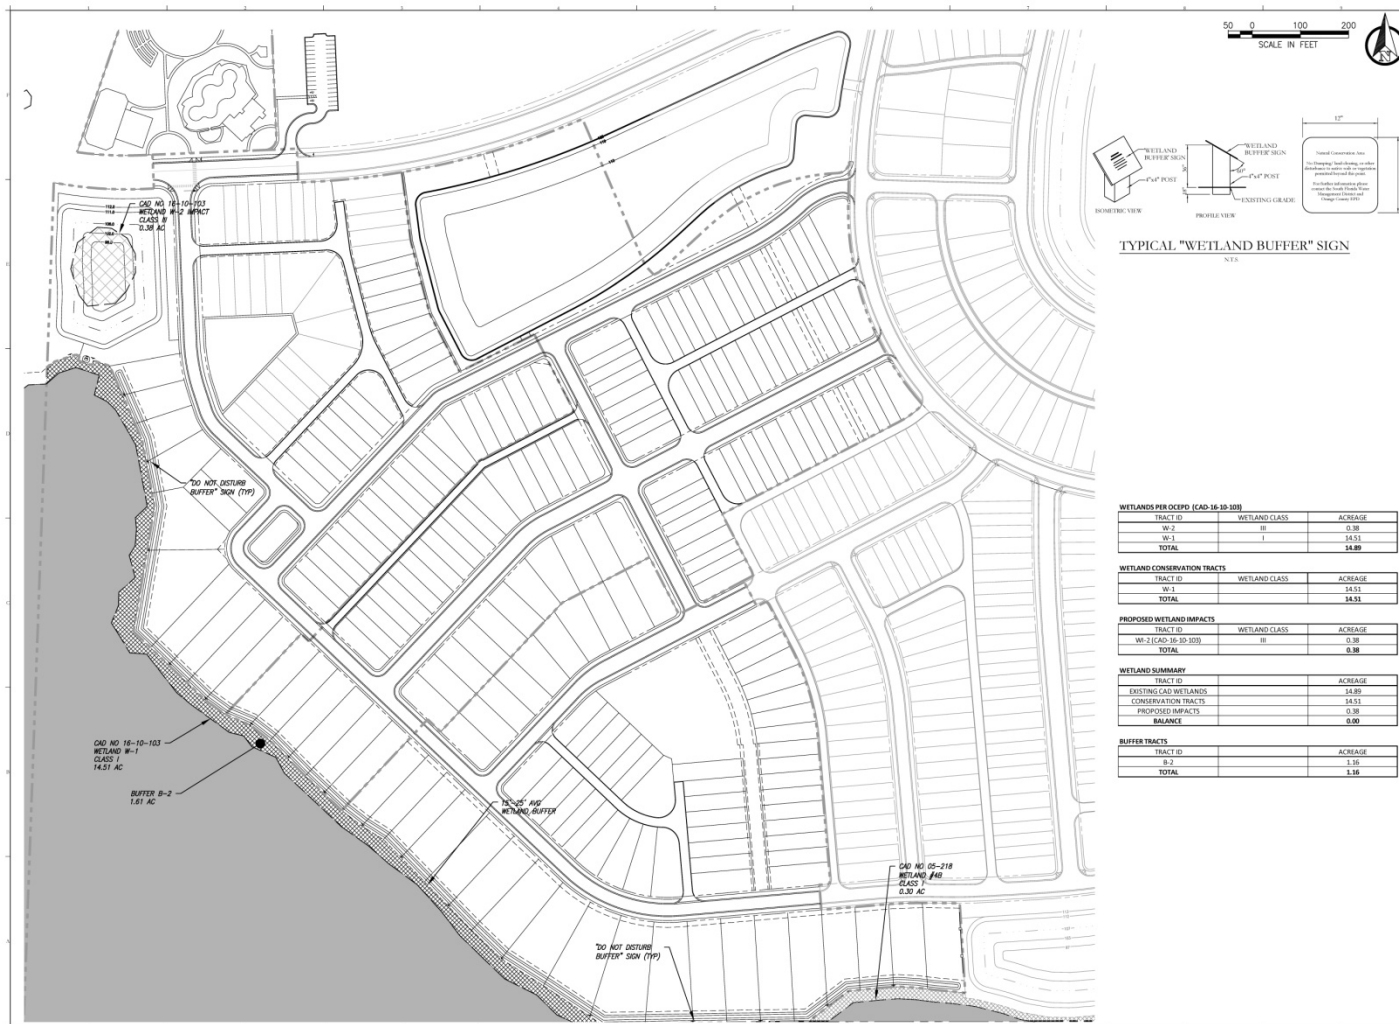 50 0 100 200
SCALE IN FEET
N
CAD NO 16-10-103
WETLAND W-2 IMPACT
CLASS III
0.38 AC
"DO NOT DISTURB
BUFFER" SIGN (TYP)
CAD NO 16-10-103
WETLAND W-1
CLASS I
14.51 AC
BUFFER B-2
1.61 AC
15'-25' AVG
WETLAND BUFFER
"DO NOT DISTURB
BUFFER" SIGN (TYP)
CAD NO 05-218
WETLAND #4B
CLASS I
0.30 AC
WETLAND
BUFFER SIGN
4"x4" POST
ISOMETRIC VIEW
WETLAND
BUFFER SIGN
4"x4" POST
EXISTING GRADE
PROFILE VIEW
12"
Natural Conservation Area
TYPICAL "WETLAND BUFFER" SIGN
N.T.S.
WETLANDS PER OCEPD (CAD-16-10-103)
TRACT ID WETLAND CLASS ACREAGE
W-2 III 0.38
W-1 I 14.51
TOTAL 14.89
WETLAND CONSERVATION TRACTS
TRACT ID WETLAND CLASS ACREAGE
W-1 14.51
TOTAL 14.51
PROPOSED WETLAND IMPACTS
TRACT ID WETLAND CLASS ACREAGE
WI-2 (CAD-16-10-103) III 0.38
TOTAL 0.38
WETLAND SUMMARY
TRACT ID ACREAGE
EXISTING CAD WETLANDS 14.89
CONSERVATION TRACTS 14.51
PROPOSED IMPACTS 0.38
BALANCE 0.00
BUFFER TRACTS
TRACT ID ACREAGE
B-2 1.16
TOTAL 1.16